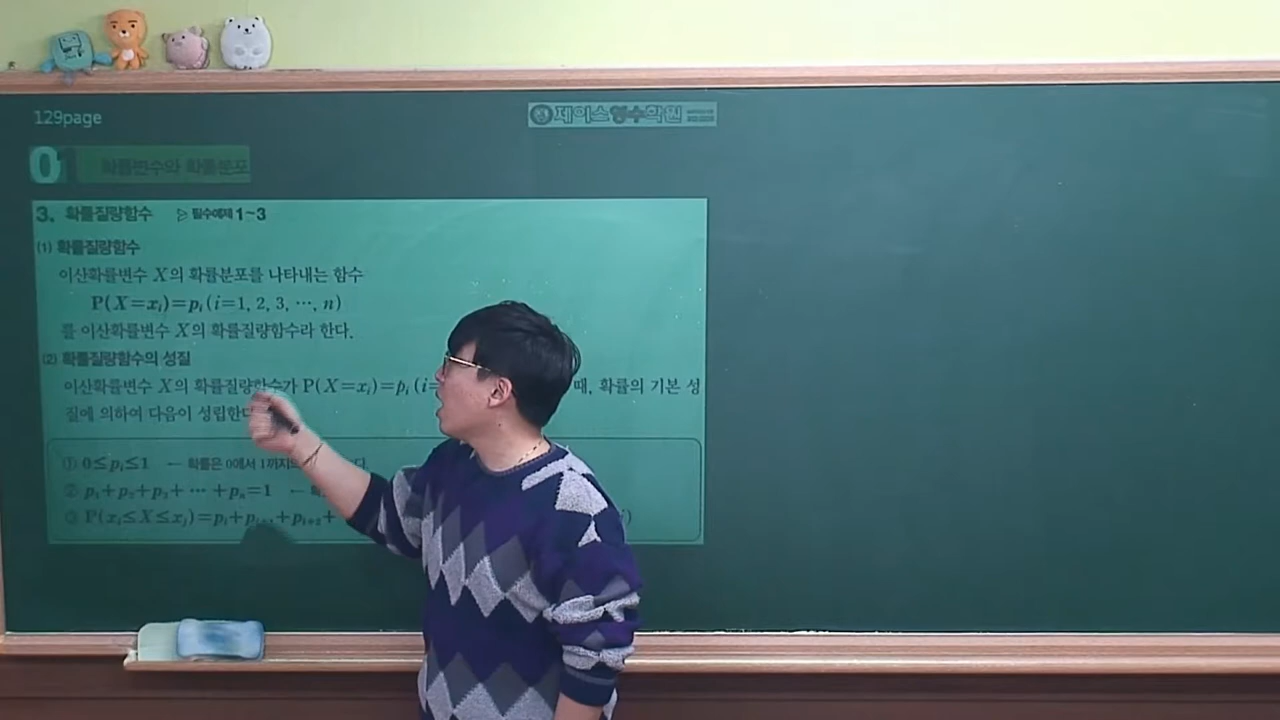 129page
제이스영수학원
01 확률변수와 확률분포
3. 확률질량함수 ▷ 필수예제 1~3
(1) 확률질량함수
이산확률변수 X의 확률분포를 나타내는 함수
P(X=xᵢ)=pᵢ (i=1, 2, 3, ⋯, n)
를 이산확률변수 X의 확률질량함수라 한다.
(2) 확률질량함수의 성질
이산확률변수 X의 확률질량함수가 P(X=xᵢ)=pᵢ (i= 때, 확률의 기본 성
질에 의하여 다음이 성립한다
① 0≤pᵢ≤1 ← 확률은 0에서 1까지의 다.
② p₁+p₂+p₃+ ⋯ +pₙ=1 ←
③ P(xᵢ≤X≤xⱼ)=pᵢ+pᵢ₊₁+pᵢ₊₂+